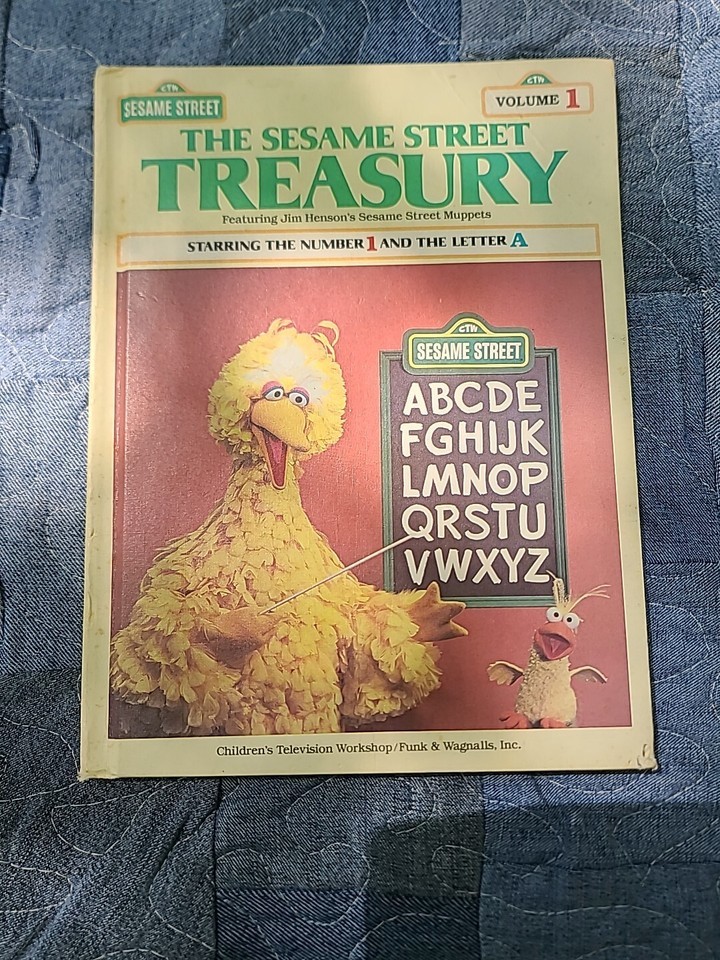 CTW
SESAME STREET
CTW
VOLUME 1
THE SESAME STREET
TREASURY
Featuring Jim Henson's Sesame Street Muppets
STARRING THE NUMBER 1 AND THE LETTER A
CTW
SESAME STREET
ABCDE
FGHIJK
LMNOP
QRSTU
VWXYZ
Children's Television Workshop/Funk & Wagnalls, Inc.